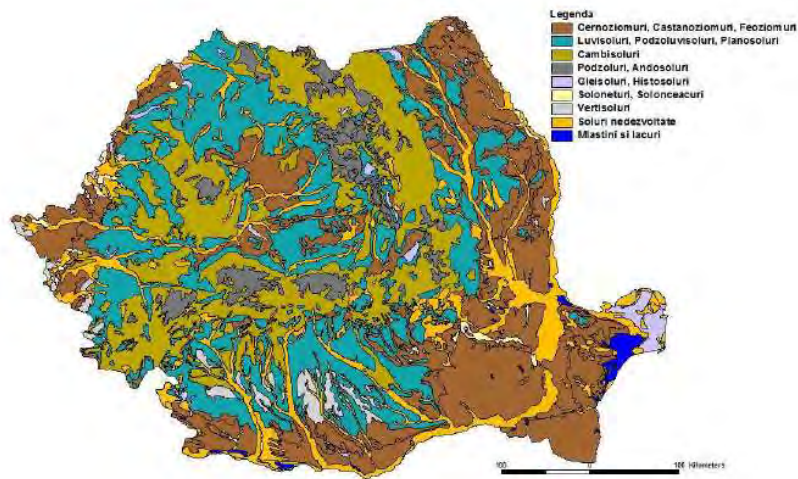 Legenda
Cernoziomuri, Castanoziomuri, Feoziomuri
Luvisoluri, Podzoluvisoluri, Planosoluri
Cambisoluri
Podzoluri, Andosoluri
Gleisoluri, Histosoluri
Soloneturi, Solonceacuri
Vertisoluri
Soluri nedezvoltate
Mlastini si lacuri
100 0 100 Kilometers